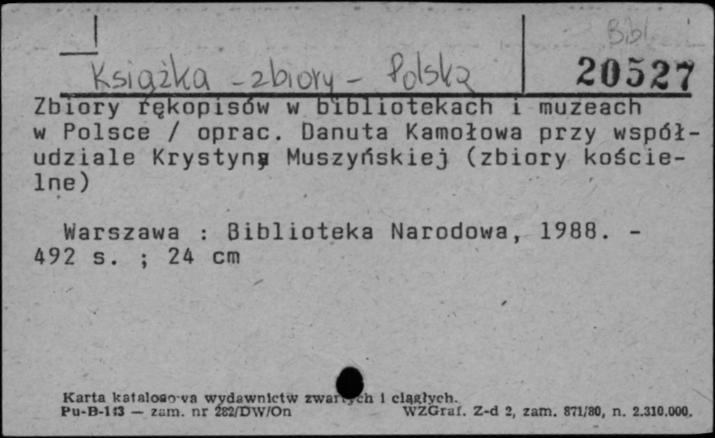 Bibl.
Książka - zbiory - Polska
20527
Zbiory rękopisów w bibliotekach i muzeach
w Polsce / oprac. Danuta Kamołowa przy współ-
udziale Krystyny Muszyńskiej (zbiory koście-
lne)
Warszawa : Biblioteka Narodowa, 1988. -
492 s. ; 24 cm
Karta katalogowa wydawnictw zwartych i ciągłych.
Pu-B-113 — zam. nr 282/DW/On WZGraf. Z-d 2, zam. 871/80, n. 2.310.000.